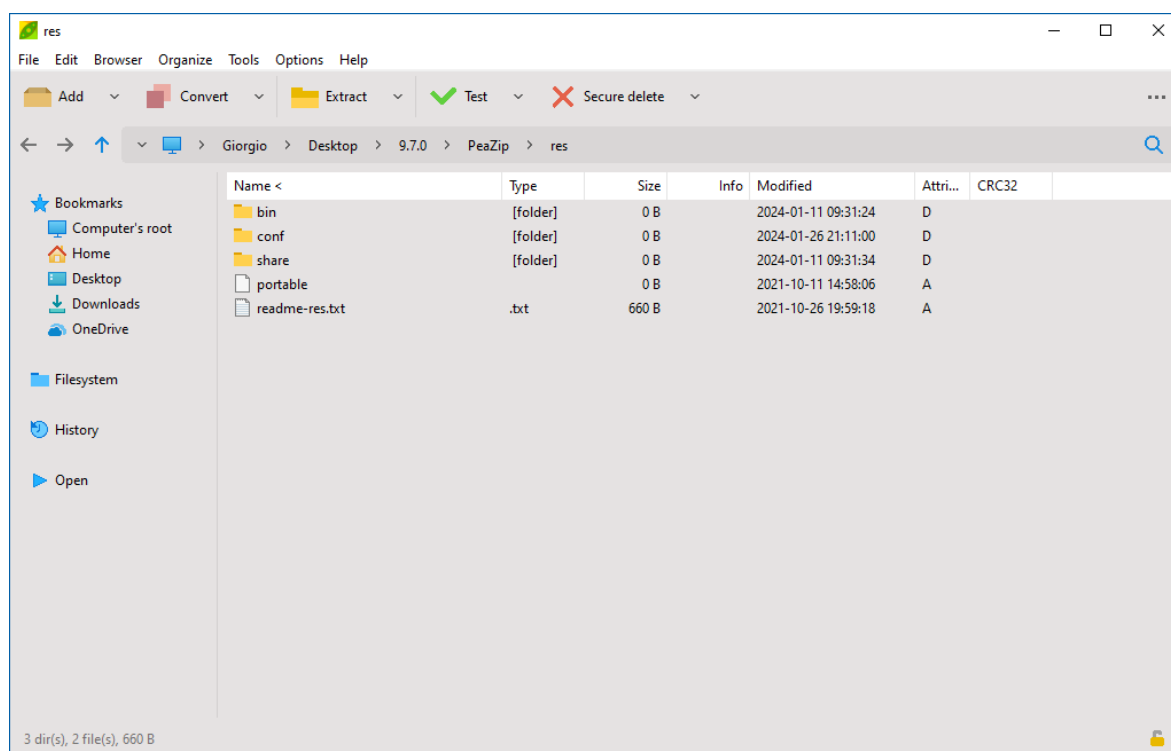 res
File Edit Browser Organize Tools Options Help
Add Convert Extract Test Secure delete
Giorgio > Desktop > 9.7.0 > PeaZip > res
Name < Type Size Info Modified Attri... CRC32
Bookmarks
Computer's root
Home
Desktop
Downloads
OneDrive
Filesystem
History
Open
bin [folder] 0 B 2024-01-11 09:31:24 D
conf [folder] 0 B 2024-01-26 21:11:00 D
share [folder] 0 B 2024-01-11 09:31:34 D
portable 0 B 2021-10-11 14:58:06 A
readme-res.txt .txt 660 B 2021-10-26 19:59:18 A
3 dir(s), 2 file(s), 660 B